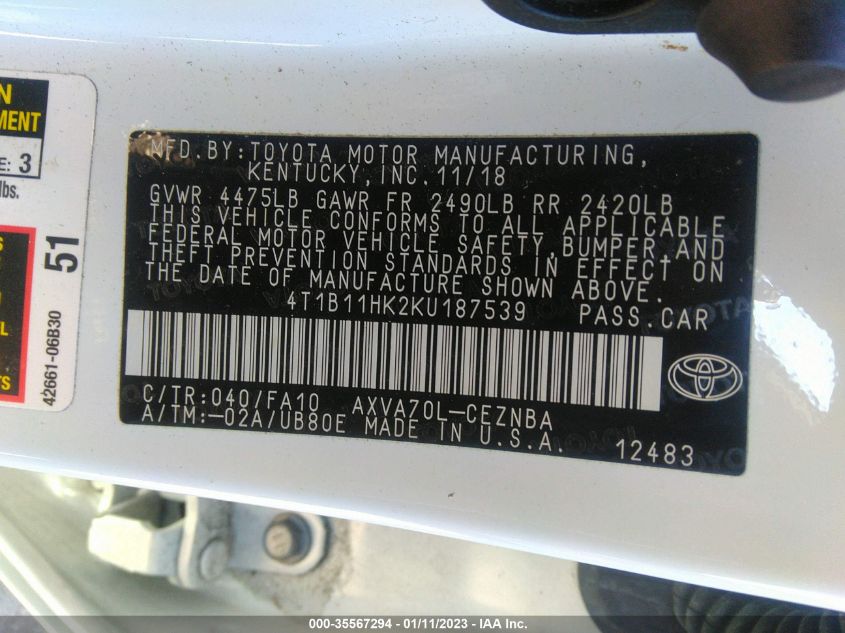 N
MENT
E: 3
lbs.
S
L
TS
51
42661-06B30
MFD.BY:TOYOTA MOTOR MANUFACTURING,
KENTUCKY, INC. 11/18
GVWR 4475LB GAWR FR 2490LB RR 2420LB
THIS VEHICLE CONFORMS TO ALL APPLICABLE
FEDERAL MOTOR VEHICLE SAFETY,BUMPER,AND
THEFT PREVENTION STANDARDS IN EFFECT ON
THE DATE OF MANUFACTURE SHOWN ABOVE.
4T1B11HK2KU187539 PASS.CAR
C/TR:040/FA10 AXVA70L-CEZNBA
A/TM:-02A/UB80E MADE IN U.S.A. 12483
000-35567294 - 01/11/2023 - IAA Inc.